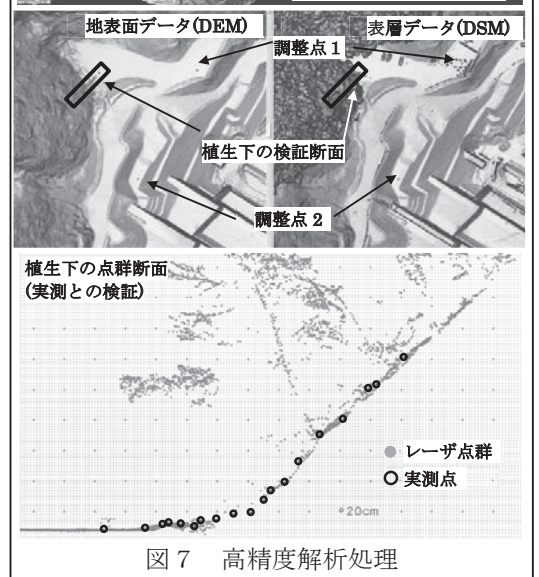 地表面データ(DEM)
表層データ(DSM)
調整点1
植生下の検証断面
調整点2
植生下の点群断面
(実測との検証)
レーザ点群
実測点
20cm
図7 高精度解析処理